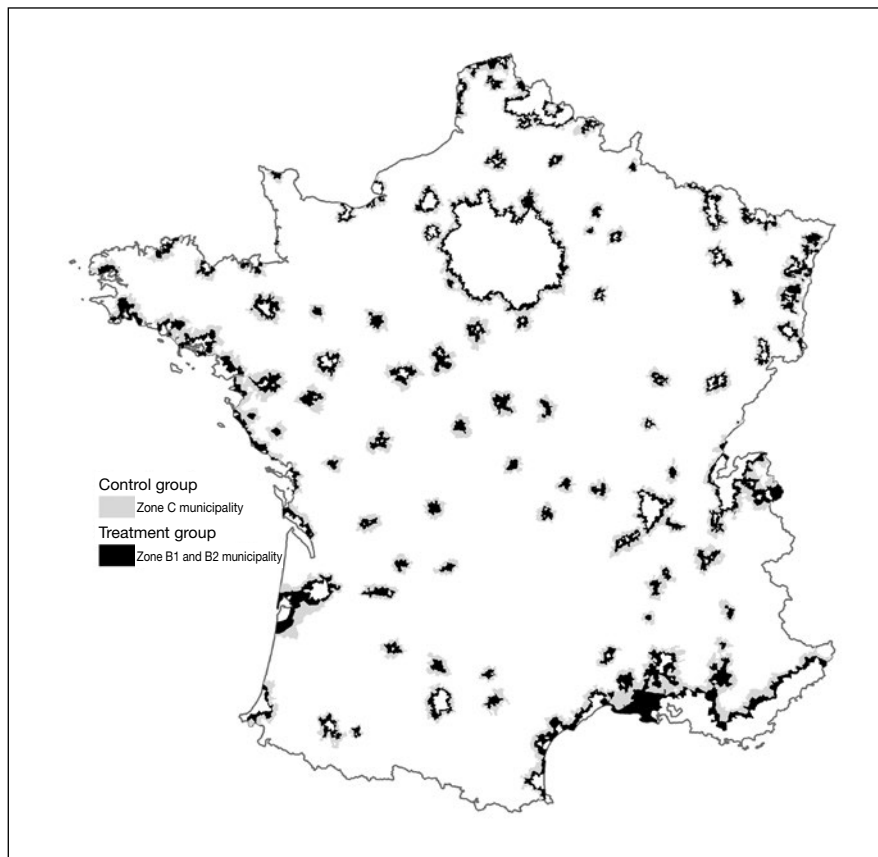 Control group
Zone C municipality
Treatment group
Zone B1 and B2 municipality